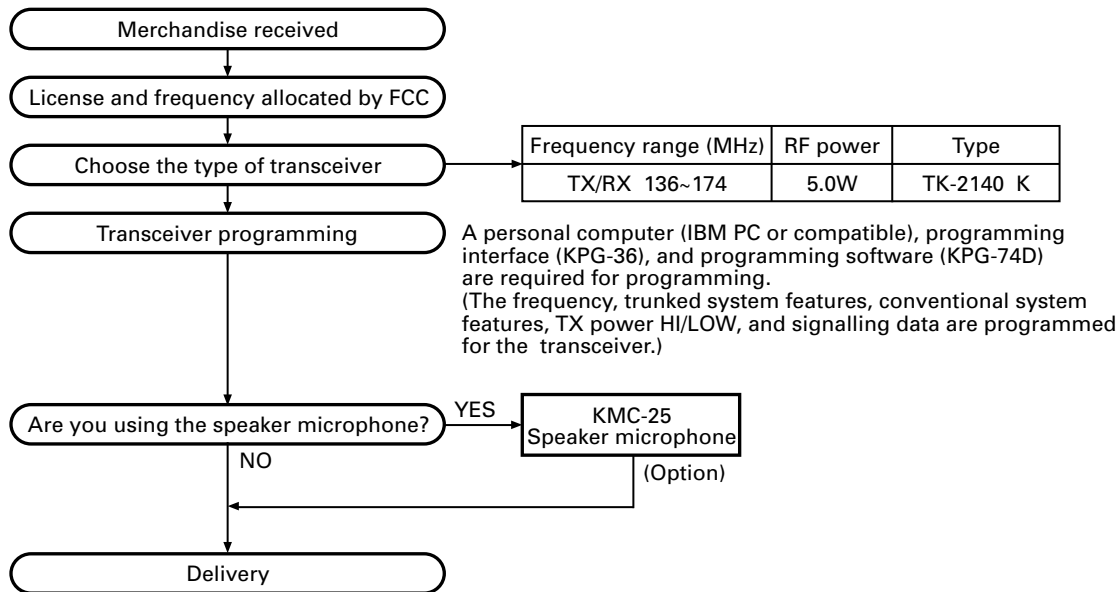 Merchandise received
License and frequency allocated by FCC
Choose the type of transceiver
Frequency range (MHz) RF power Type
TX/RX 136~174 5.0W TK-2140 K
Transceiver programming
A personal computer (IBM PC or compatible), programming
interface (KPG-36), and programming software (KPG-74D)
are required for programming.
(The frequency, trunked system features, conventional system
features, TX power HI/LOW, and signalling data are programmed
for the transceiver.)
Are you using the speaker microphone?
YES
KMC-25
Speaker microphone
(Option)
NO
Delivery